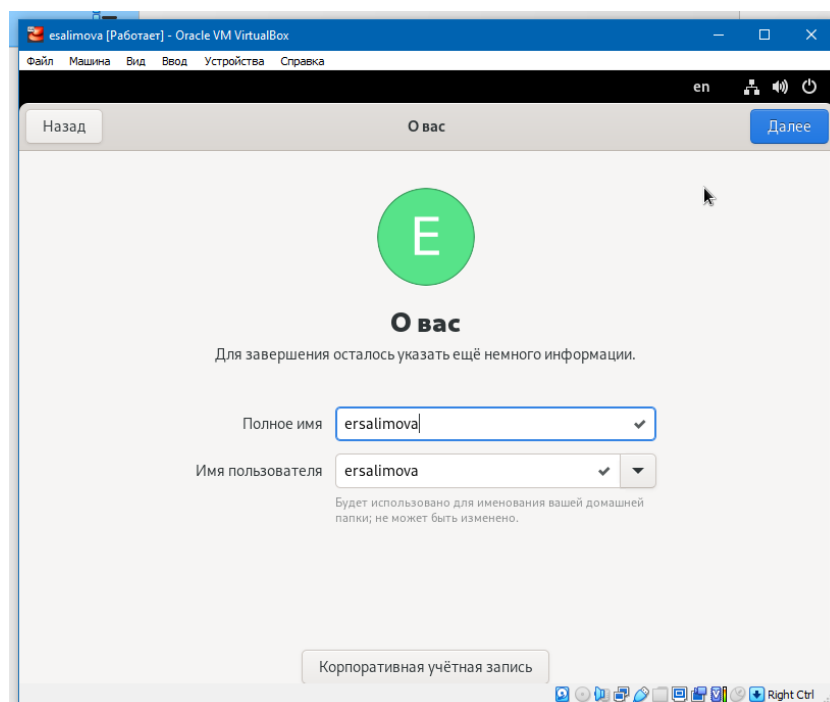 esalimova [Работает] - Oracle VM VirtualBox
Файл Машина Вид Ввод Устройства Справка
en
Назад О вас Далее
E
О вас
Для завершения осталось указать ещё немного информации.
Полное имя ersalimova
Имя пользователя ersalimova
Будет использовано для именования вашей домашней
папки; не может быть изменено.
Корпоративная учётная запись
Right Ctrl